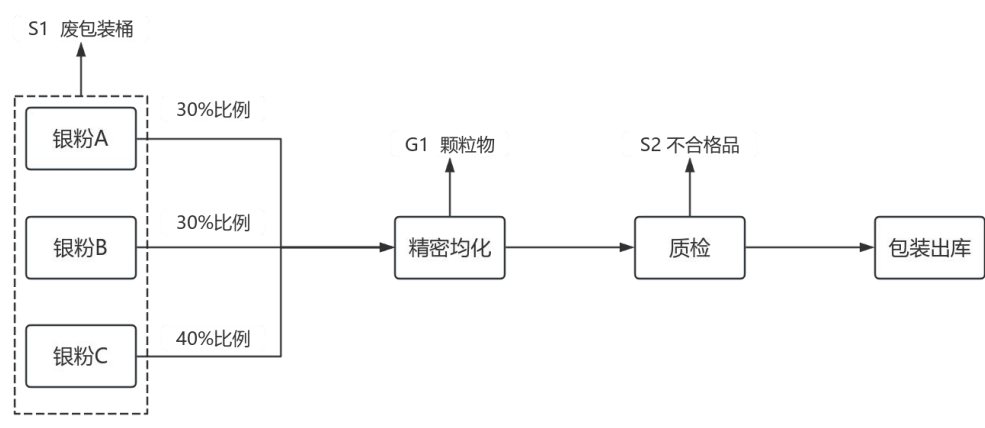 S1 废包装桶
30%比例
银粉A
G1 颗粒物
S2 不合格品
30%比例
银粉B
精密均化
质检
包装出库
40%比例
银粉C